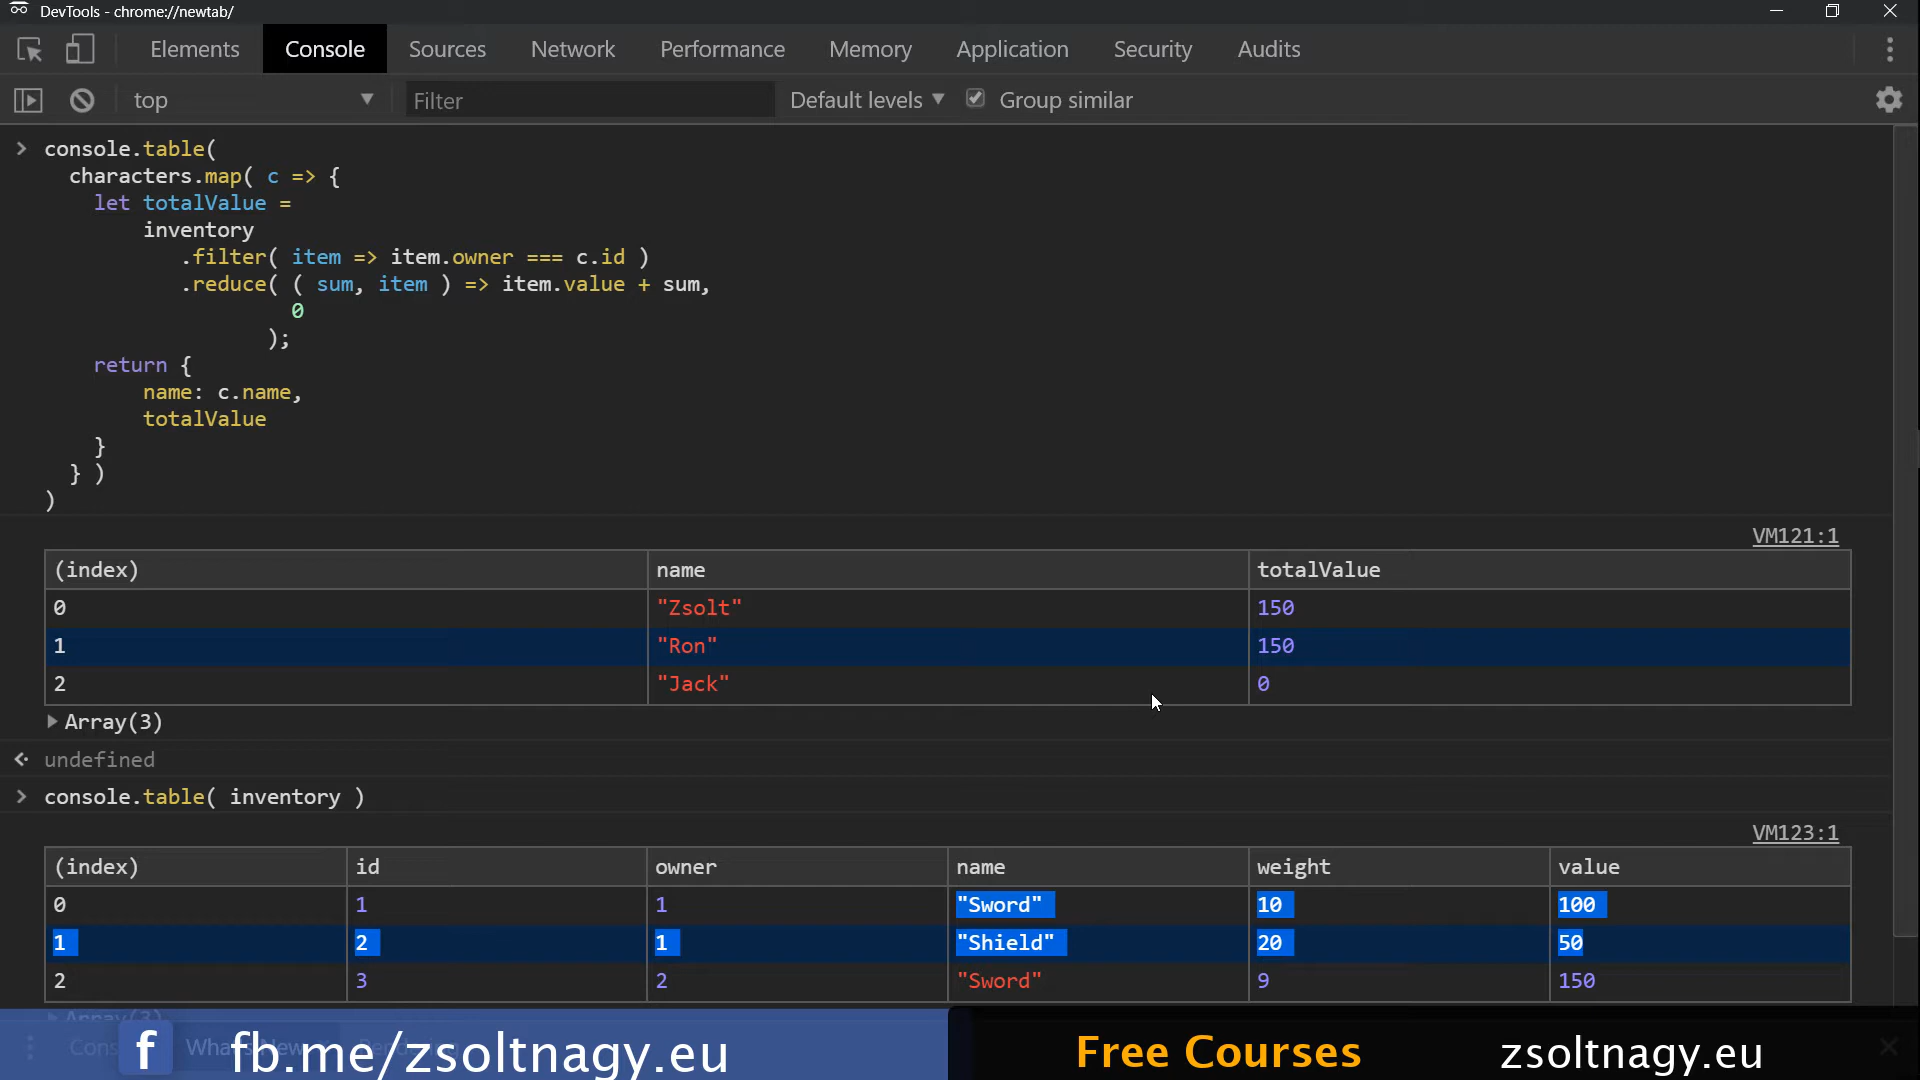 DevTools - chrome://newtab/
Elements Console Sources Network Performance Memory Application Security Audits
top Filter Default levels Group similar
> console.table(
characters.map( c => {
let totalValue =
inventory
.filter( item => item.owner === c.id )
.reduce( ( sum, item ) => item.value + sum,
0
);
return {
name: c.name,
totalValue
}
} )
)
VM121:1
(index) name totalValue
0 "Zsolt" 150
1 "Ron" 150
2 "Jack" 0
Array(3)
undefined
> console.table( inventory )
VM123:1
(index) id owner name weight value
0 1 1 "Sword" 10 100
1 2 1 "Shield" 20 50
2 3 2 "Sword" 9 150
Array(3)
f fb.me/zsoltnagy.eu Free Courses zsoltnagy.eu